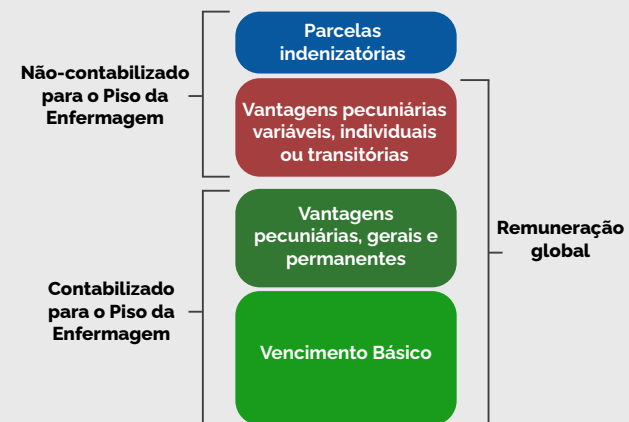 Parcelas
indenizatórias
Não-contabilizado
para o Piso da
Enfermagem
Vantagens pecuniárias
variáveis, individuais
ou transitórias
Vantagens
pecuniárias, gerais e
permanentes
Remuneração
global
Contabilizado
para o Piso da
Enfermagem
Vencimento Básico